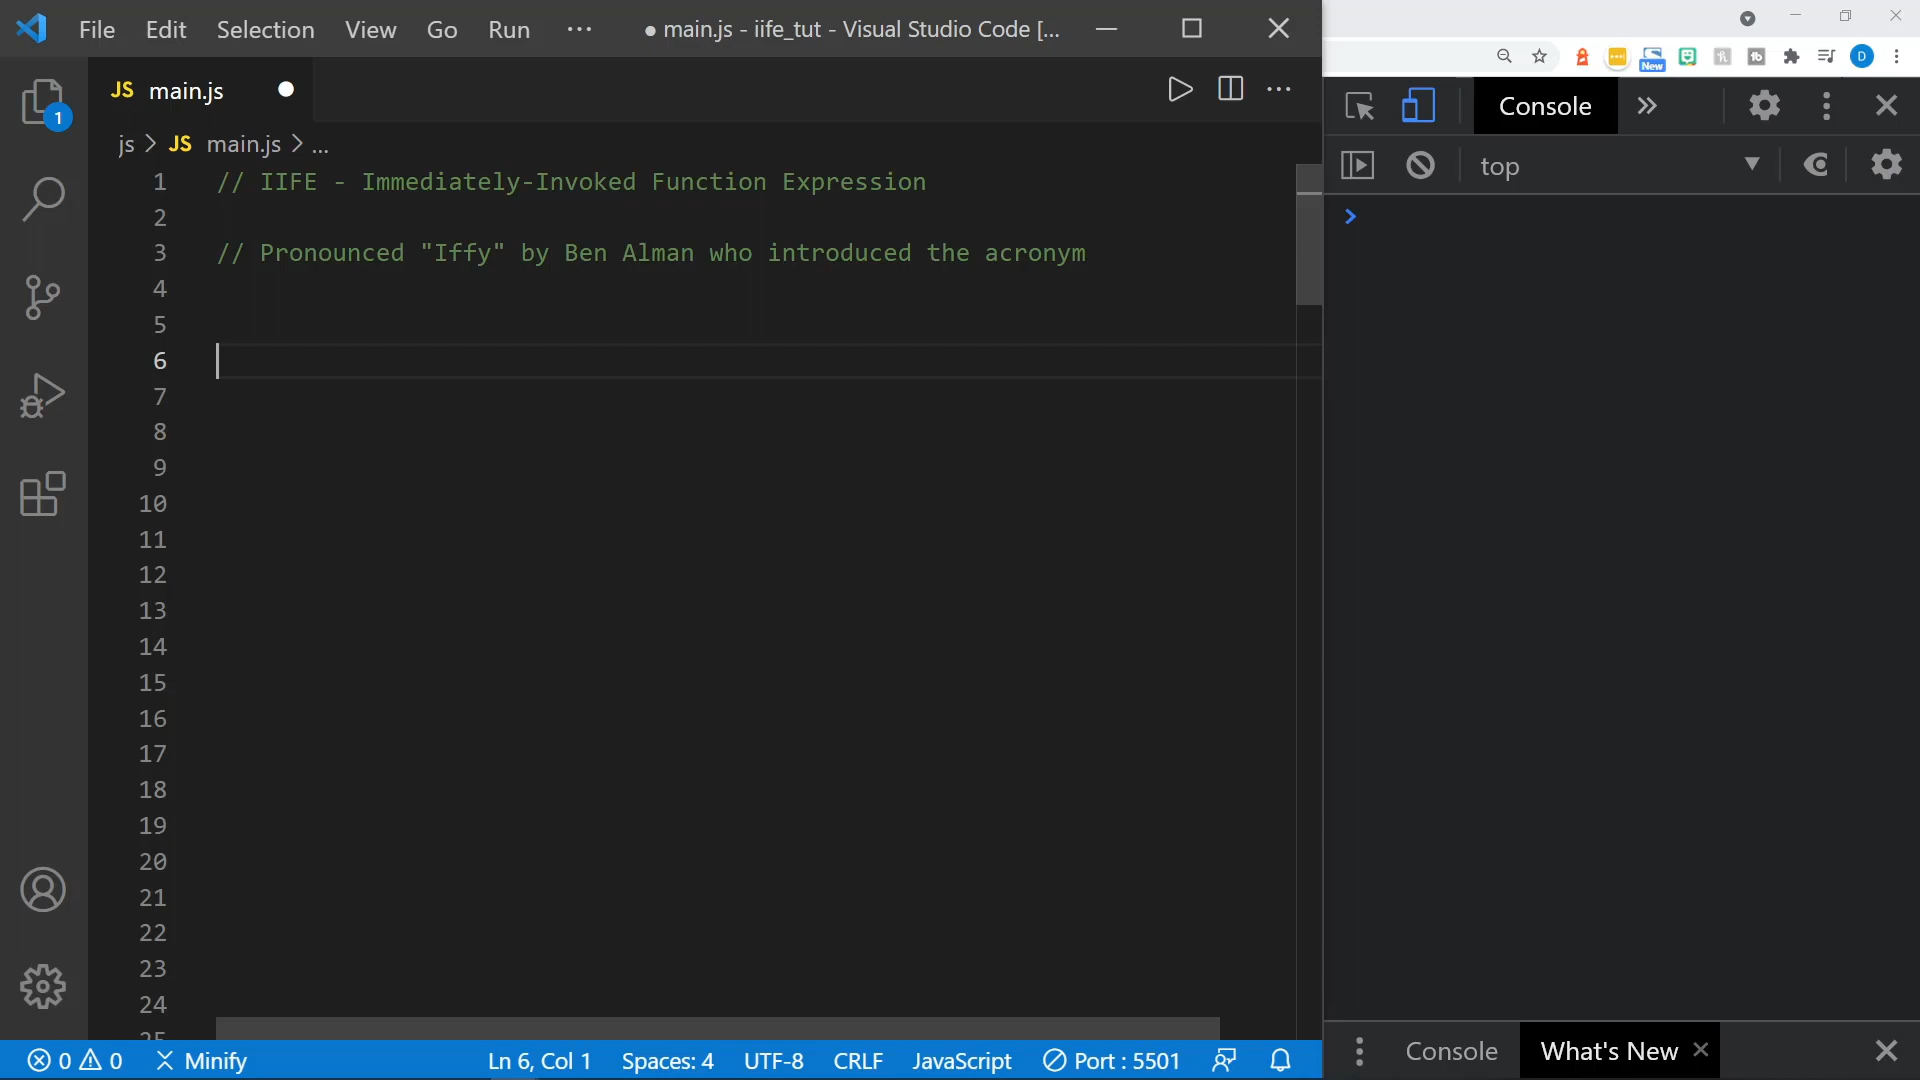 File Edit Selection View Go Run ··· ● main.js - iife_tut - Visual Studio Code [...
JS main.js
1
js > JS main.js > ...
1 // IIFE - Immediately-Invoked Function Expression
2
3 // Pronounced "Iffy" by Ben Alman who introduced the acronym
4
5
6
7
8
9
10
11
12
13
14
15
16
17
18
19
20
21
22
23
24
25
0 0 Minify Ln 6, Col 1 Spaces: 4 UTF-8 CRLF JavaScript Port : 5501
New
D
Console
top
Console What's New